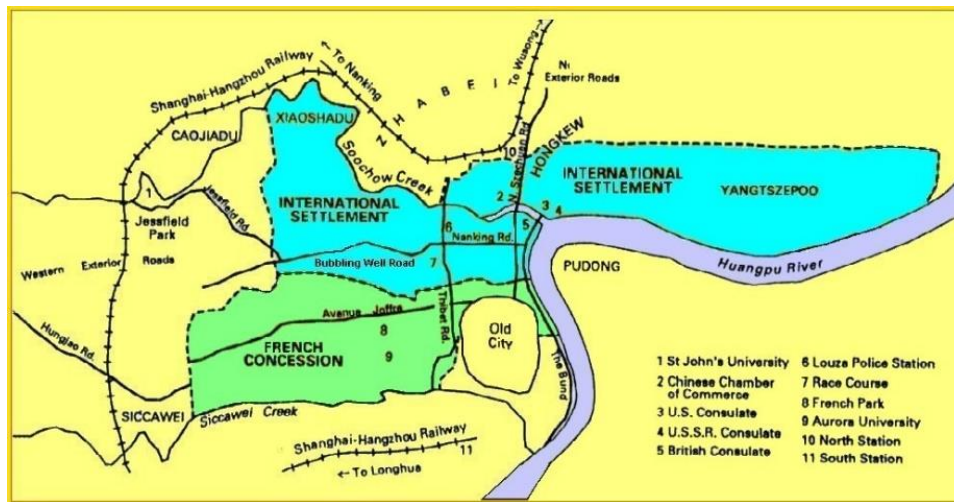 Shanghai-Hangzhou Railway
← To Nanking
ZHABEI
To Wusong →
Exterior Roads
XIAOSHADU
CAOJIADU
Soochow Creek
10
N. Szechuen Rd
HONGKEW
1
Jessfield Rd.
Jessfield
Park
INTERNATIONAL
SETTLEMENT
2
3
4
5
6
INTERNATIONAL
SETTLEMENT
YANGTSZEPOO
Nanking Rd.
Western Exterior Roads
Bubbling Well Road
7
PUDONG
Huangpu River
Avenue Joffre
8
Thibet Rd.
Old
City
Hungjao Rd.
FRENCH
CONCESSION
9
The Bund
SICCAWEI
Siccawei Creek
Shanghai-Hangzhou Railway
11
← To Longhua
1 St John's University
2 Chinese Chamber
of Commerce
3 U.S. Consulate
4 U.S.S.R. Consulate
5 British Consulate
6 Louza Police Station
7 Race Course
8 French Park
9 Aurora University
10 North Station
11 South Station